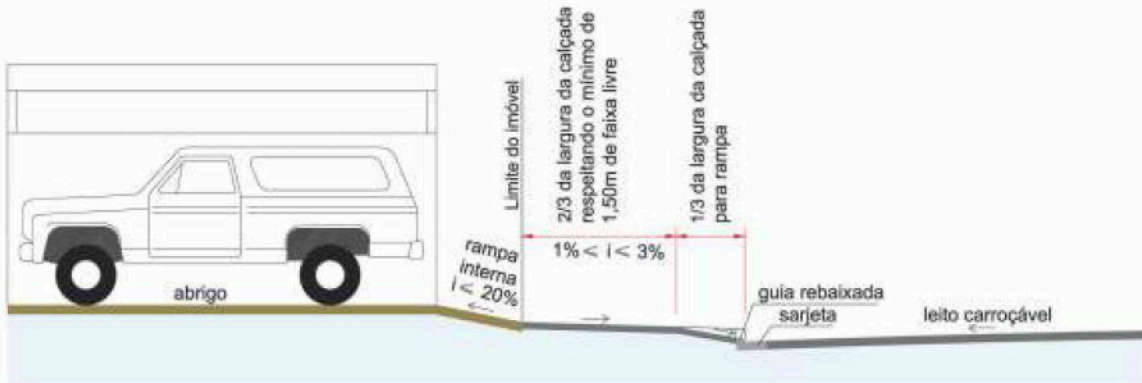 Limite do imóvel
2/3 da largura da calçada
respeitando o mínimo de
1,50m de faixa livre
1/3 da largura da calçada
para rampa
rampa
interna
i < 20%
1% < i < 3%
abrigo
guia rebaixada
sarjeta
leito carroçável